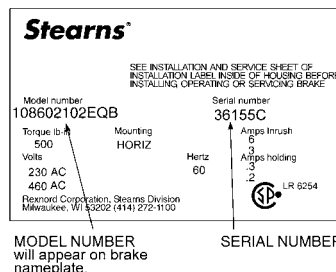 Stearns®
SEE INSTALLATION AND SERVICE SHEET OF
INSTALLATION LABEL INSIDE OF HOUSING BEFORE
INSTALLING, OPERATING OR SERVICING BRAKE
Model number Serial number
108602102EQB 36155C
Torque lb-ft Mounting Amps Inrush
500 HORIZ 6
.3
Volts Hertz Amps holding
230 AC 60 .3
460 AC .2
Rexnord Corporation, Stearns Division
Milwaukee, WI 53202 (414) 272-1100
SP® LR 6254
MODEL NUMBER
will appear on brake
nameplate.
SERIAL NUMBER